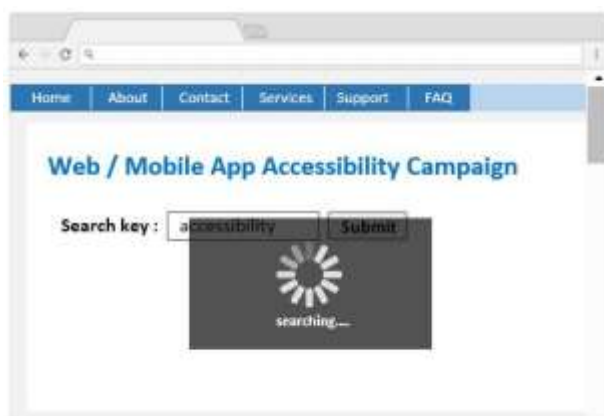 Home About Contact Services Support FAQ
Web / Mobile App Accessibility Campaign
Search key : accessibility Submit
searching....